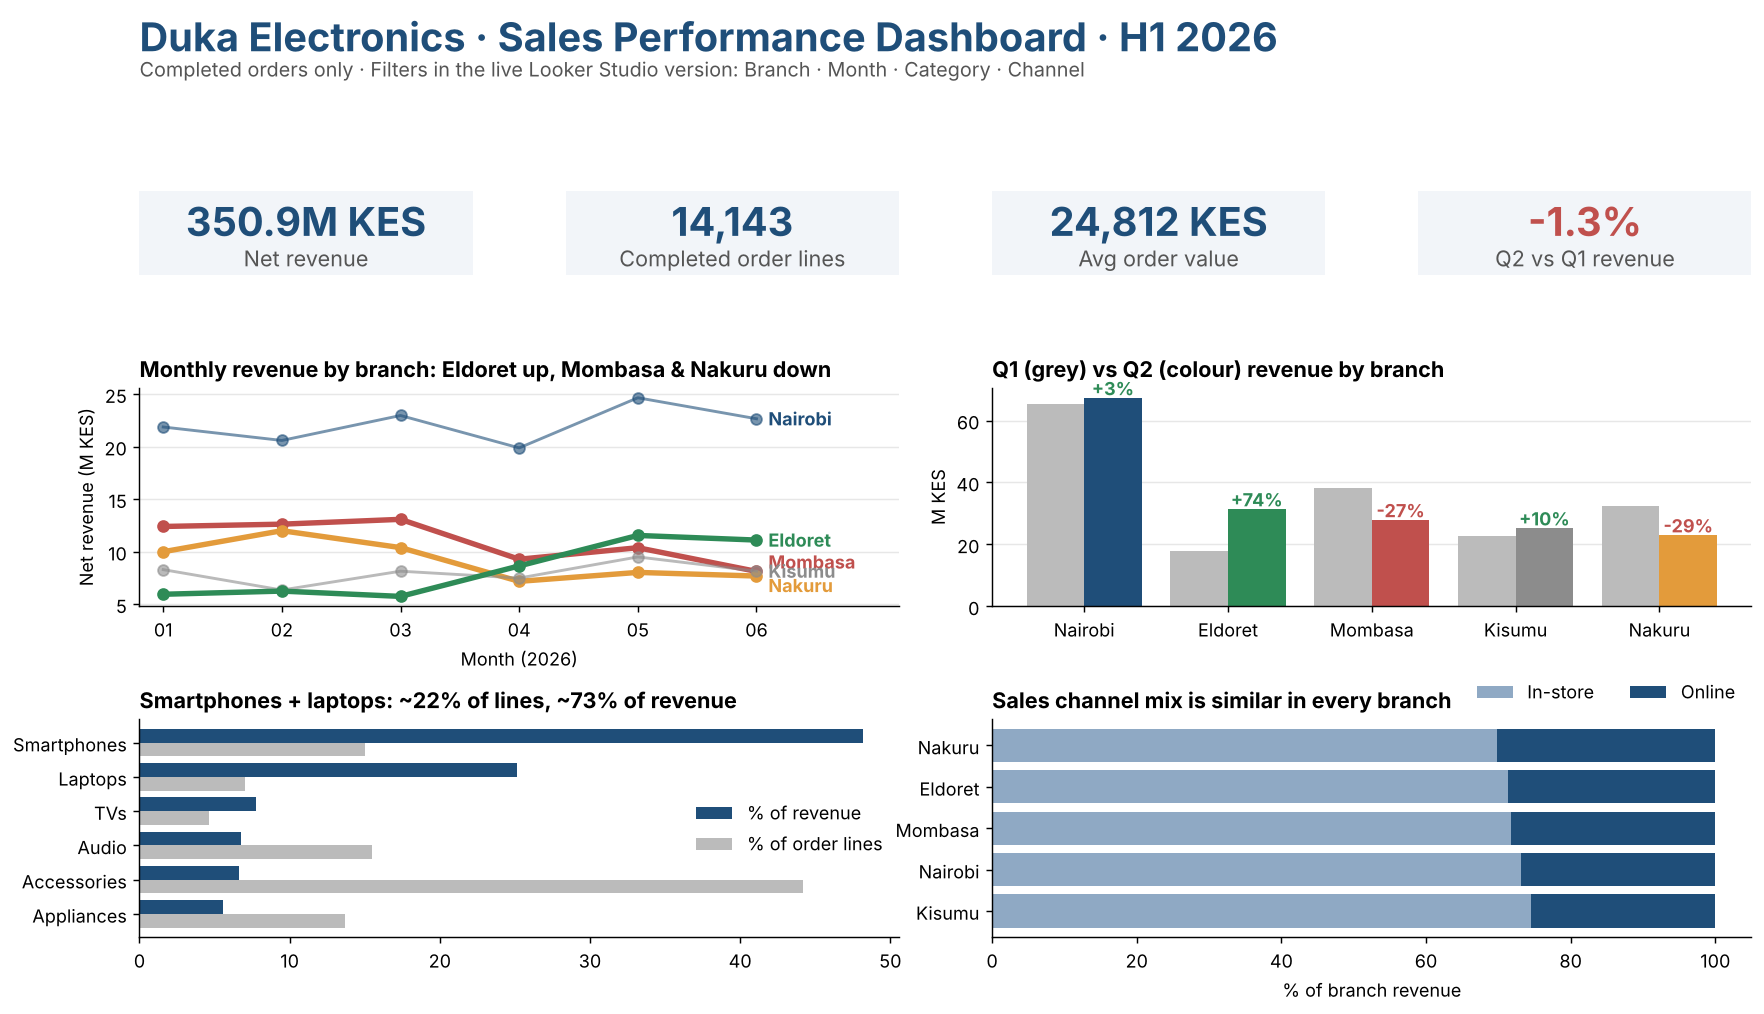 Duka Electronics · Sales Performance Dashboard · H1 2026
Completed orders only · Filters in the live Looker Studio version: Branch · Month · Category · Channel
350.9M KES
Net revenue
14,143
Completed order lines
24,812 KES
Avg order value
-1.3%
Q2 vs Q1 revenue
Monthly revenue by branch: Eldoret up, Mombasa & Nakuru down
Net revenue (M KES)
25
20
15
10
5
Nairobi
Eldoret
Mombasa
Kisumu
Nakuru
01 02 03 04 05 06
Month (2026)
Q1 (grey) vs Q2 (colour) revenue by branch
M KES
60
40
20
0
+3%
+74%
-27%
+10%
-29%
Nairobi Eldoret Mombasa Kisumu Nakuru
Smartphones + laptops: ~22% of lines, ~73% of revenue
Smartphones
Laptops
TVs
Audio
Accessories
Appliances
% of revenue
% of order lines
0 10 20 30 40 50
Sales channel mix is similar in every branch
In-store Online
Nakuru
Eldoret
Mombasa
Nairobi
Kisumu
0 20 40 60 80 100
% of branch revenue